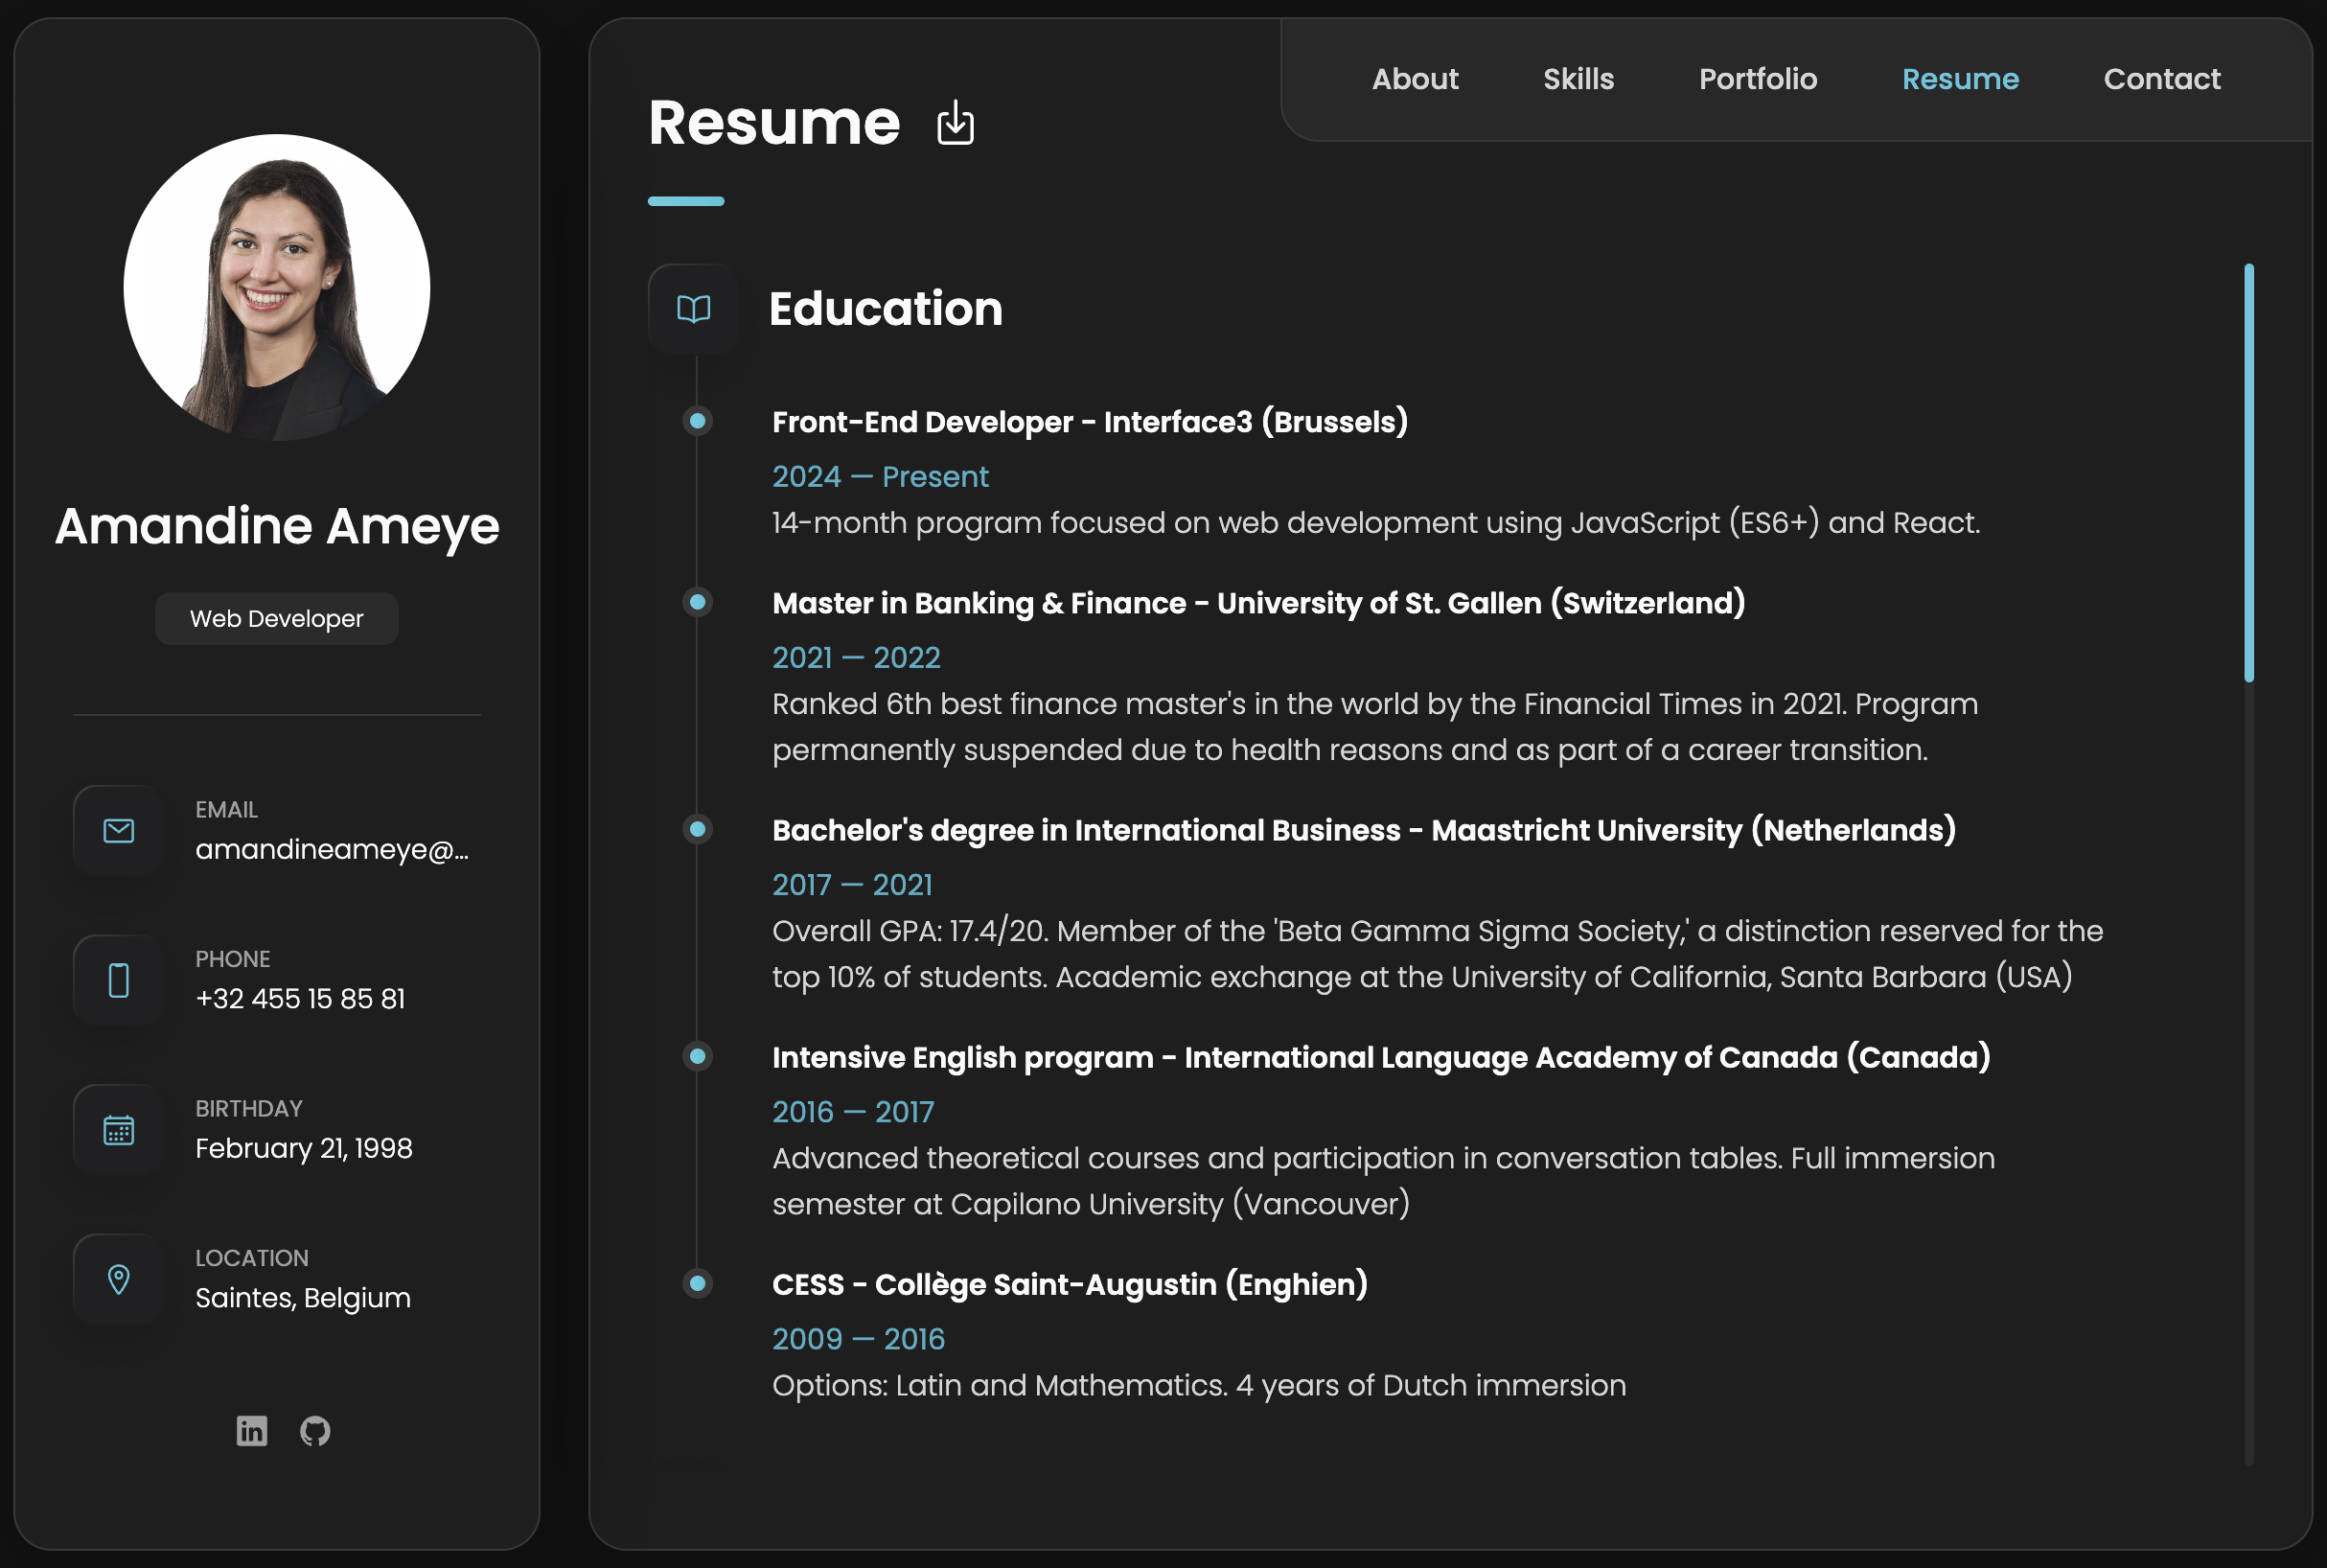 Amandine Ameye
Web Developer
EMAIL
amandineameye@...
PHONE
+32 455 15 85 81
BIRTHDAY
February 21, 1998
LOCATION
Saintes, Belgium
in
About
Skills
Portfolio
Resume
Contact
Resume
Education
Front-End Developer - Interface3 (Brussels)
2024 — Present
14-month program focused on web development using JavaScript (ES6+) and React.
Master in Banking & Finance - University of St. Gallen (Switzerland)
2021 — 2022
Ranked 6th best finance master's in the world by the Financial Times in 2021. Program
permanently suspended due to health reasons and as part of a career transition.
Bachelor's degree in International Business - Maastricht University (Netherlands)
2017 — 2021
Overall GPA: 17.4/20. Member of the 'Beta Gamma Sigma Society,' a distinction reserved for the
top 10% of students. Academic exchange at the University of California, Santa Barbara (USA)
Intensive English program - International Language Academy of Canada (Canada)
2016 — 2017
Advanced theoretical courses and participation in conversation tables. Full immersion
semester at Capilano University (Vancouver)
CESS - Collège Saint-Augustin (Enghien)
2009 — 2016
Options: Latin and Mathematics. 4 years of Dutch immersion